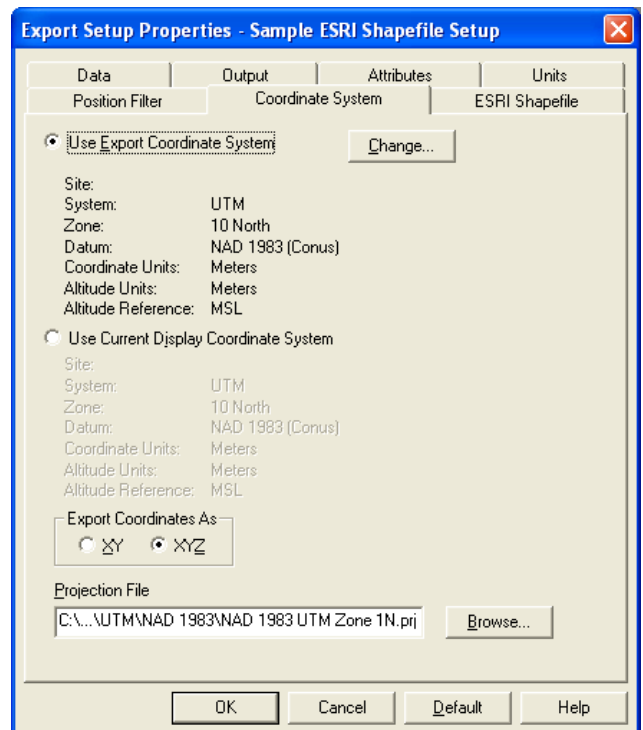 Export Setup Properties - Sample ESRI Shapefile Setup
Data Output Attributes Units
Position Filter Coordinate System ESRI Shapefile
Use Export Coordinate System Change...
Site:
System: UTM
Zone: 10 North
Datum: NAD 1983 (Conus)
Coordinate Units: Meters
Altitude Units: Meters
Altitude Reference: MSL
Use Current Display Coordinate System
Site:
System: UTM
Zone: 10 North
Datum: NAD 1983 (Conus)
Coordinate Units: Meters
Altitude Units: Meters
Altitude Reference: MSL
Export Coordinates As
XY XYZ
Projection File
C:\...\UTM\NAD 1983\NAD 1983 UTM Zone 1N.prj Browse...
OK Cancel Default Help